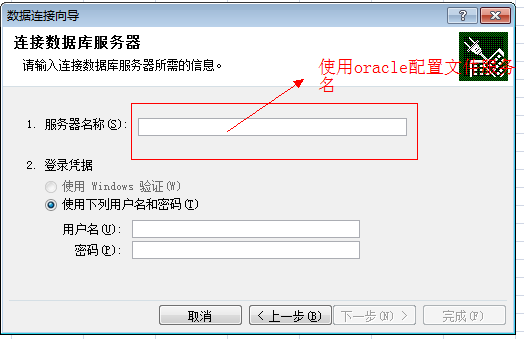 数据连接向导
连接数据库服务器
请输入连接数据库服务器所需的信息。
使用oracle配置文件服务
名
1. 服务器名称(S):
2. 登录凭据
使用 Windows 验证(W)
使用下列用户名和密码(T)
用户名(U):
密码(P):
取消
< 上一步(B)
下一步(N) >
完成(F)